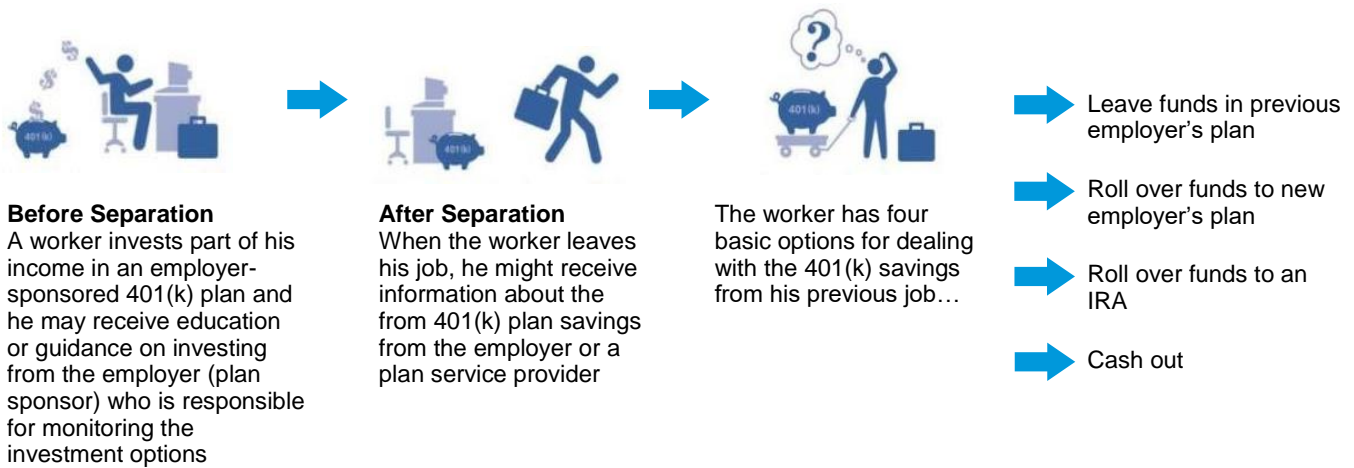 401(k)
401(k)
401(k)
?
Before Separation
A worker invests part of his
income in an employer-
sponsored 401(k) plan and
he may receive education
or guidance on investing
from the employer (plan
sponsor) who is responsible
for monitoring the
investment options
After Separation
When the worker leaves
his job, he might receive
information about the
from 401(k) plan savings
from the employer or a
plan service provider
The worker has four
basic options for dealing
with the 401(k) savings
from his previous job…
Leave funds in previous
employer’s plan
Roll over funds to new
employer’s plan
Roll over funds to an
IRA
Cash out